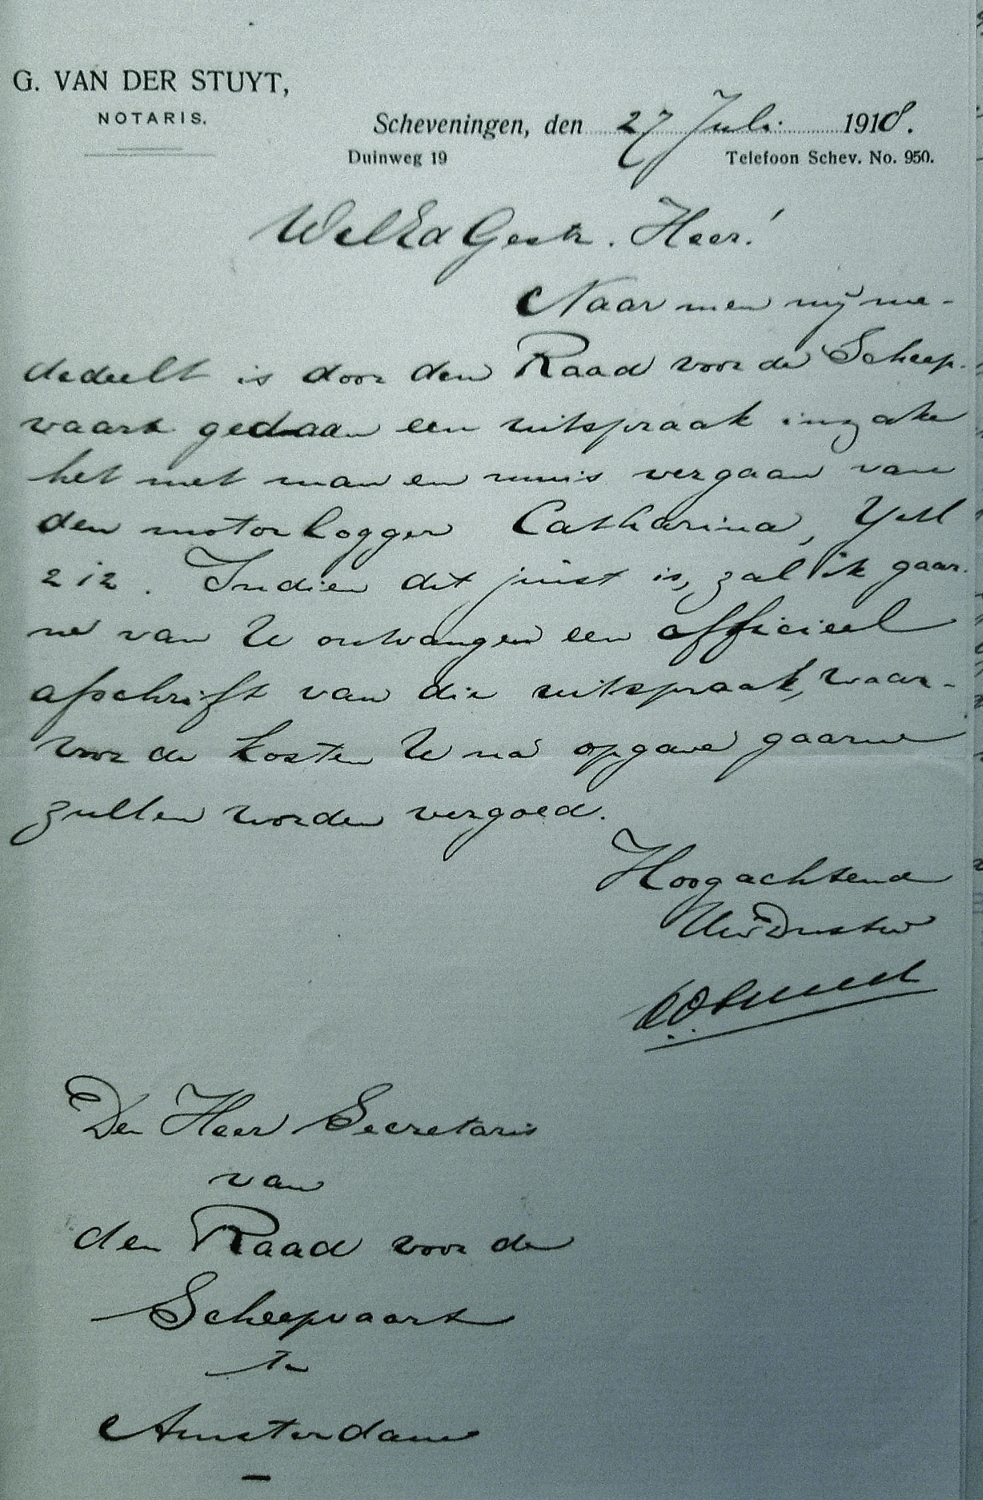 G. VAN DER STUYT,
NOTARIS.
Scheveningen, den 27 Juli 1918.
Duinweg 19 Telefoon Schev. No. 950.
WelEd Gestr. Heer!
Naar men mij me-
dedeelt is door den Raad voor de Scheep-
vaart gedaan een uitspraak inzake
het met man en muis vergaan van
den motorlogger Catharina, YM
212. Indien dit juist is, zal ik gaar-
ne van U ontvangen een officieel
afschrift van die uitspraak, waar-
voor de kosten U na opgave gaarne
zullen worden vergoed.
Hoogachtend
Uw Dienstw
Den Heer Secretaris
van
den Raad voor de
Scheepvaart
te
Amsterdam